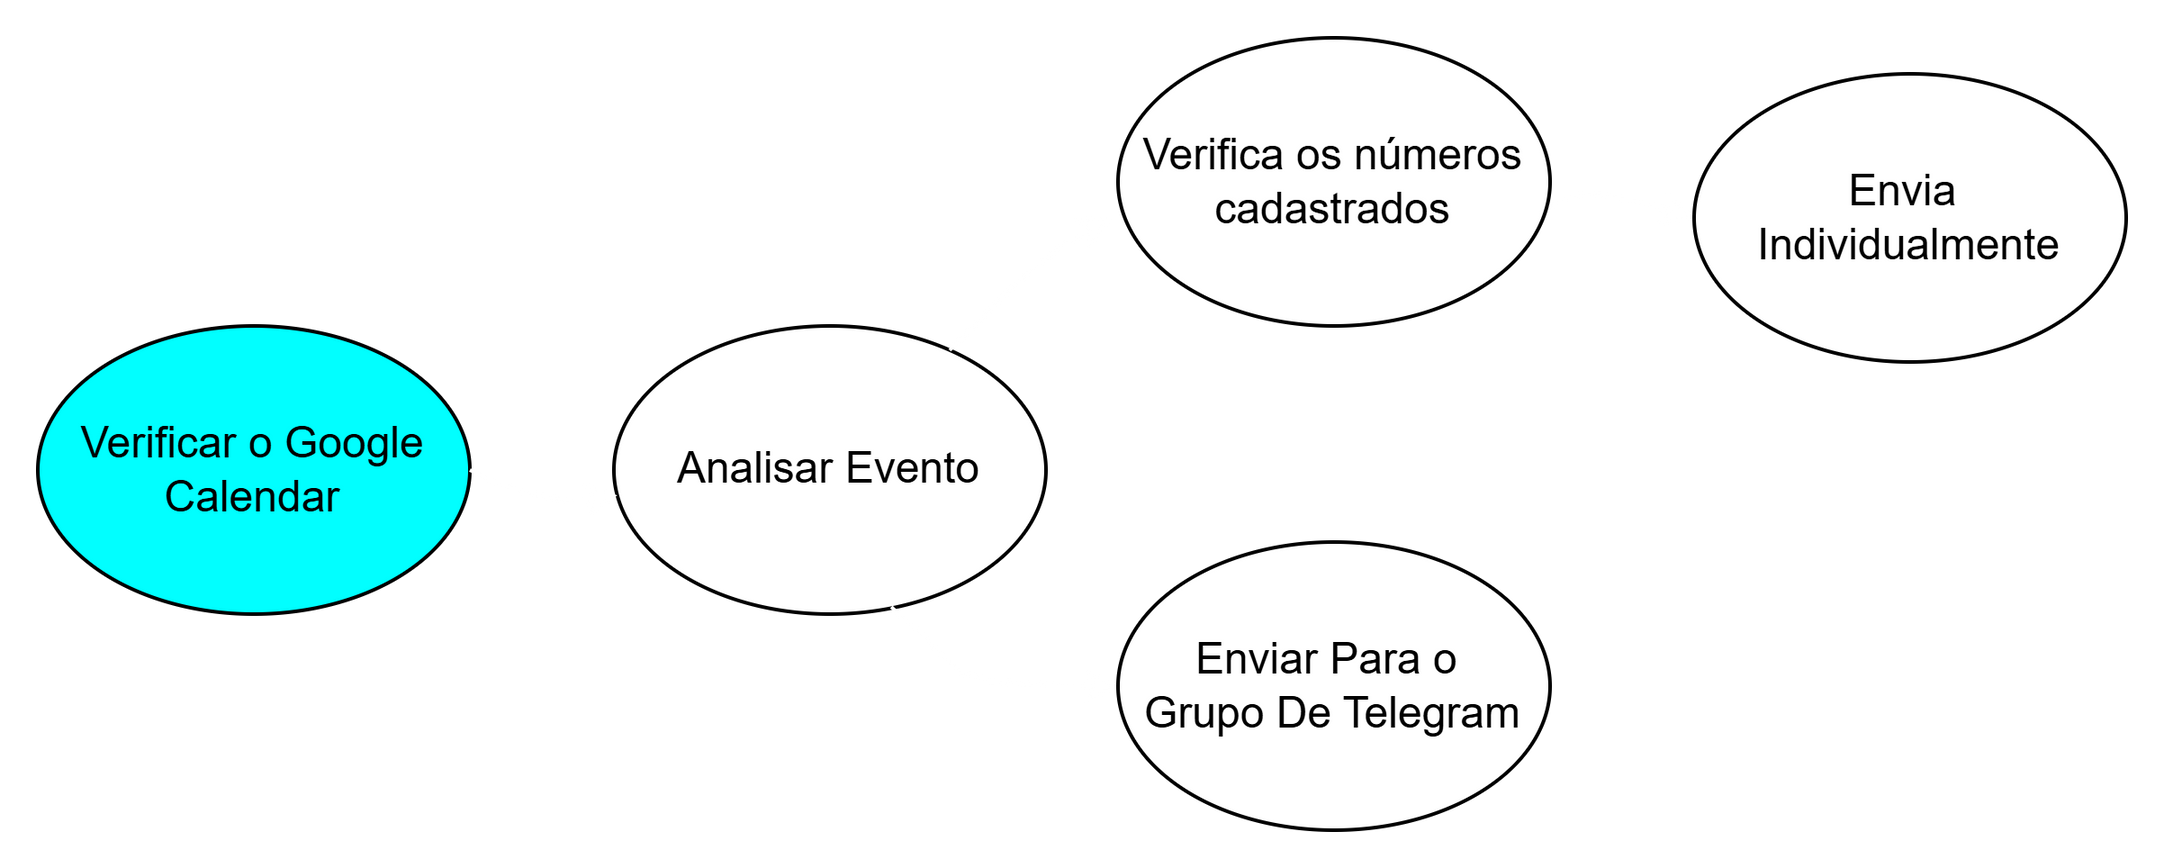 Verificar o Google
Calendar
Analisar Evento
Verifica os números
cadastrados
Envia
Individualmente
Enviar Para o
Grupo De Telegram